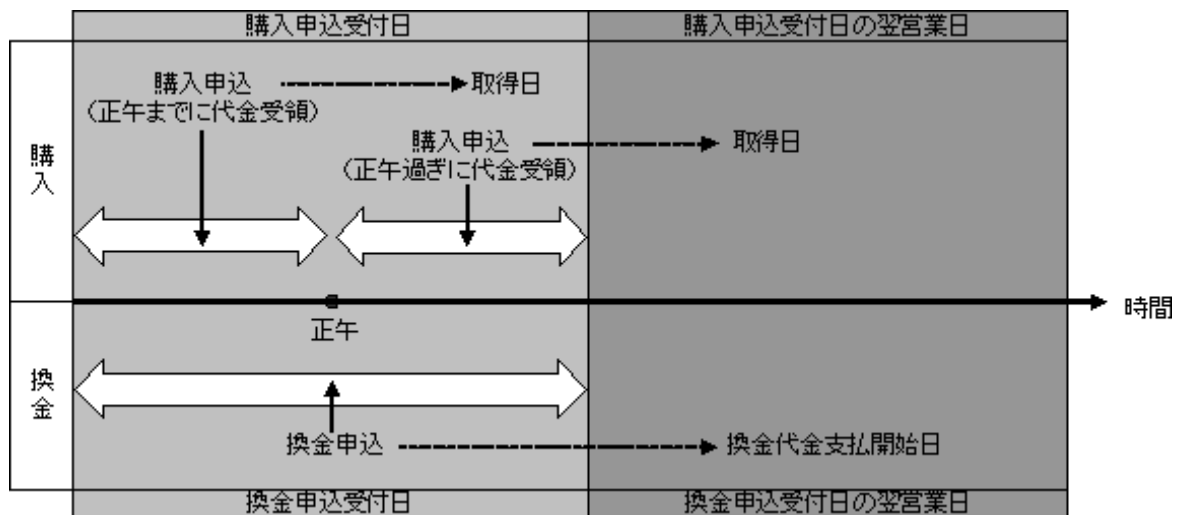 購入申込受付日
購入申込受付日の翌営業日
購入
購入申込
(正午までに代金受領)
取得日
購入申込
(正午過ぎに代金受領)
取得日
時間
正午
換金
換金申込
換金代金支払開始日
換金申込受付日
換金申込受付日の翌営業日